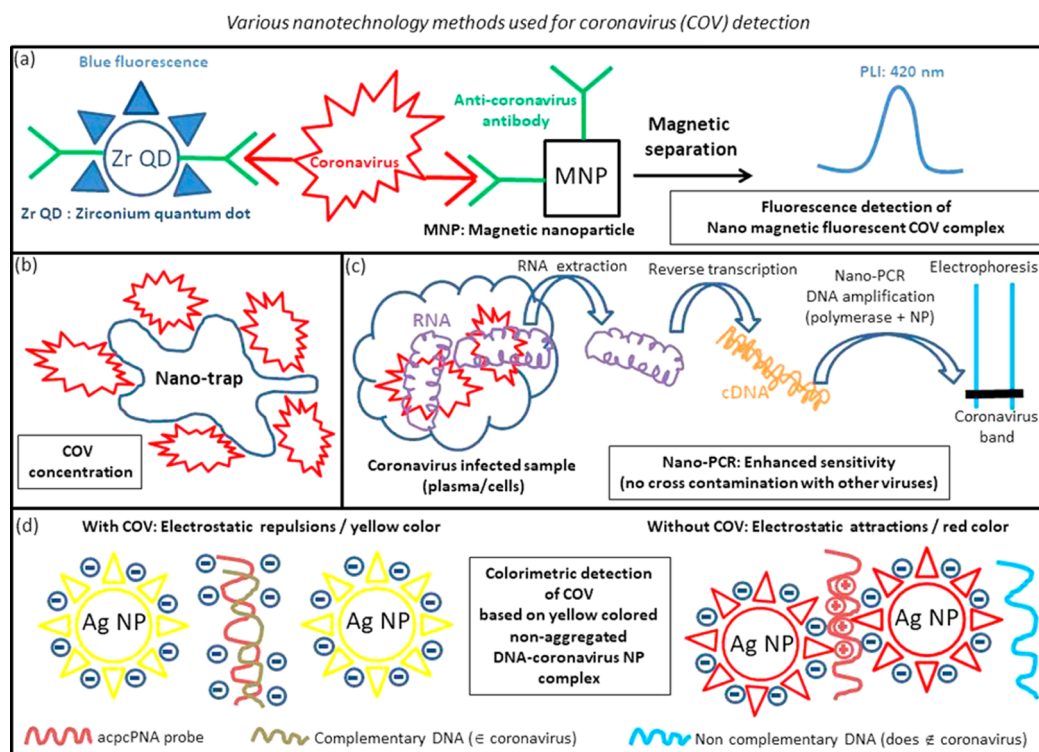 Various nanotechnology methods used for coronavirus (COV) detection
(a)
Blue fluorescence
Zr QD
Zr QD : Zirconium quantum dot
Coronavirus
Anti-coronavirus
antibody
MNP
MNP: Magnetic nanoparticle
Magnetic
separation
PLI: 420 nm
Fluorescence detection of
Nano magnetic fluorescent COV complex
(b)
Nano-trap
COV
concentration
(c)
RNA extraction
Reverse transcription
Nano-PCR
DNA amplification
(polymerase + NP)
Electrophoresis
RNA
cDNA
Coronavirus
band
Coronavirus infected sample
(plasma/cells)
Nano-PCR: Enhanced sensitivity
(no cross contamination with other viruses)
(d)
With COV: Electrostatic repulsions / yellow color
Without COV: Electrostatic attractions / red color
Ag NP
Ag NP
Colorimetric detection
of COV
based on yellow colored
non-aggregated
DNA-coronavirus NP
complex
Ag NP
Ag NP
acpcPNA probe
Complementary DNA (∈ coronavirus)
Non complementary DNA (does ∉ coronavirus)